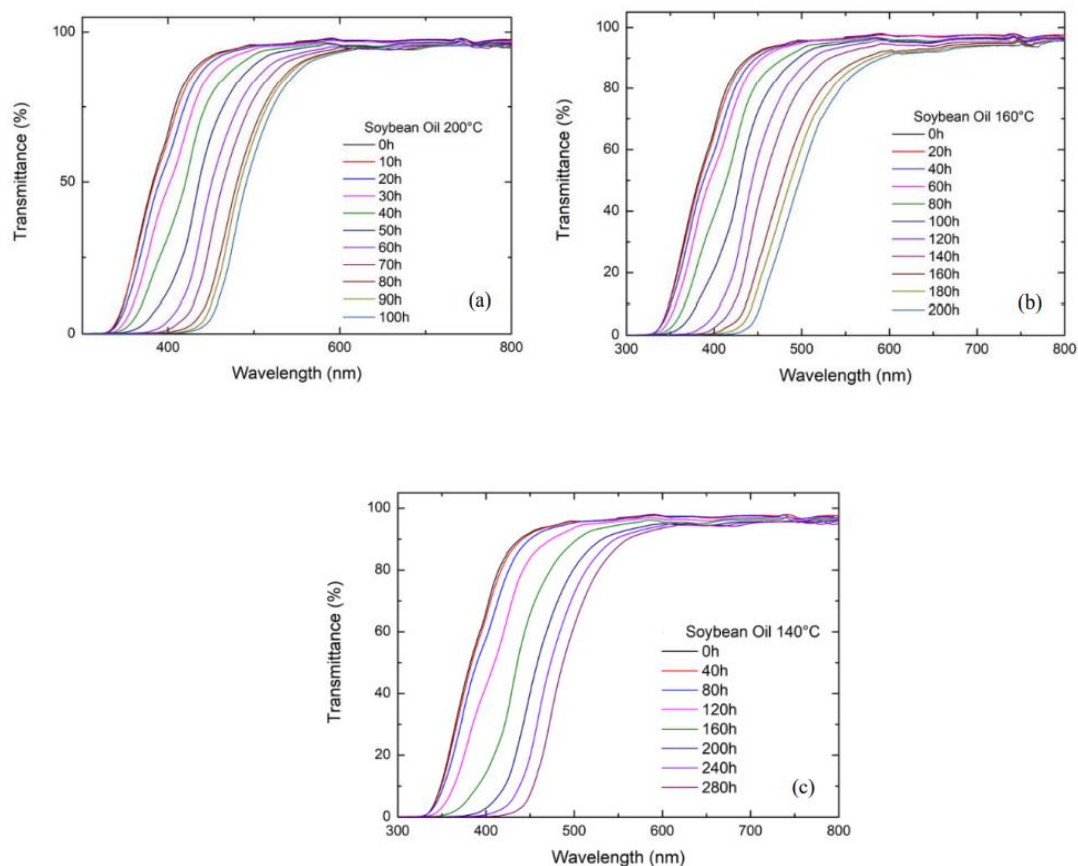 Transmittance (%)
100
50
0
400
500
600
700
800
Wavelength (nm)
Soybean Oil 200°C
0h
10h
20h
30h
40h
50h
60h
70h
80h
90h
100h
(a)
Transmittance (%)
100
80
60
40
20
0
300
400
500
600
700
800
Wavelength (nm)
Soybean Oil 160°C
0h
20h
40h
60h
80h
100h
120h
140h
160h
180h
200h
(b)
Transmittance (%)
100
80
60
40
20
0
300
400
500
600
700
800
Wavelength (nm)
Soybean Oil 140°C
0h
40h
80h
120h
160h
200h
240h
280h
(c)